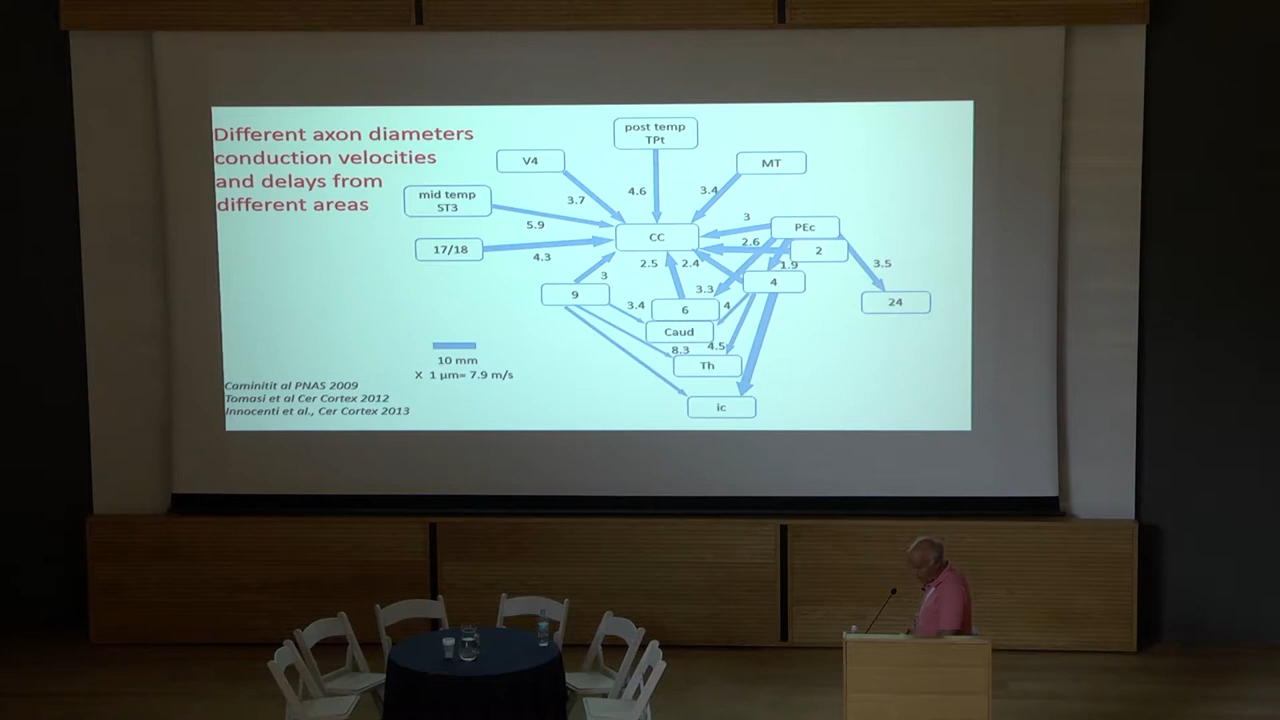 Different axon diameters
conduction velocities
and delays from
different areas
post temp
TPt
V4
MT
mid temp
ST3
3.7
4.6
3.4
5.9
3
PEc
17/18
CC
2.6
2
4.3
2.5
2.4
1.9
3.5
3
3.3
4
9
3.4
6
4
24
Caud
8.3
4.5
Th
10 mm
X 1 µm= 7.9 m/s
ic
Caminitit al PNAS 2009
Tomasi et al Cer Cortex 2012
Innocenti et al., Cer Cortex 2013